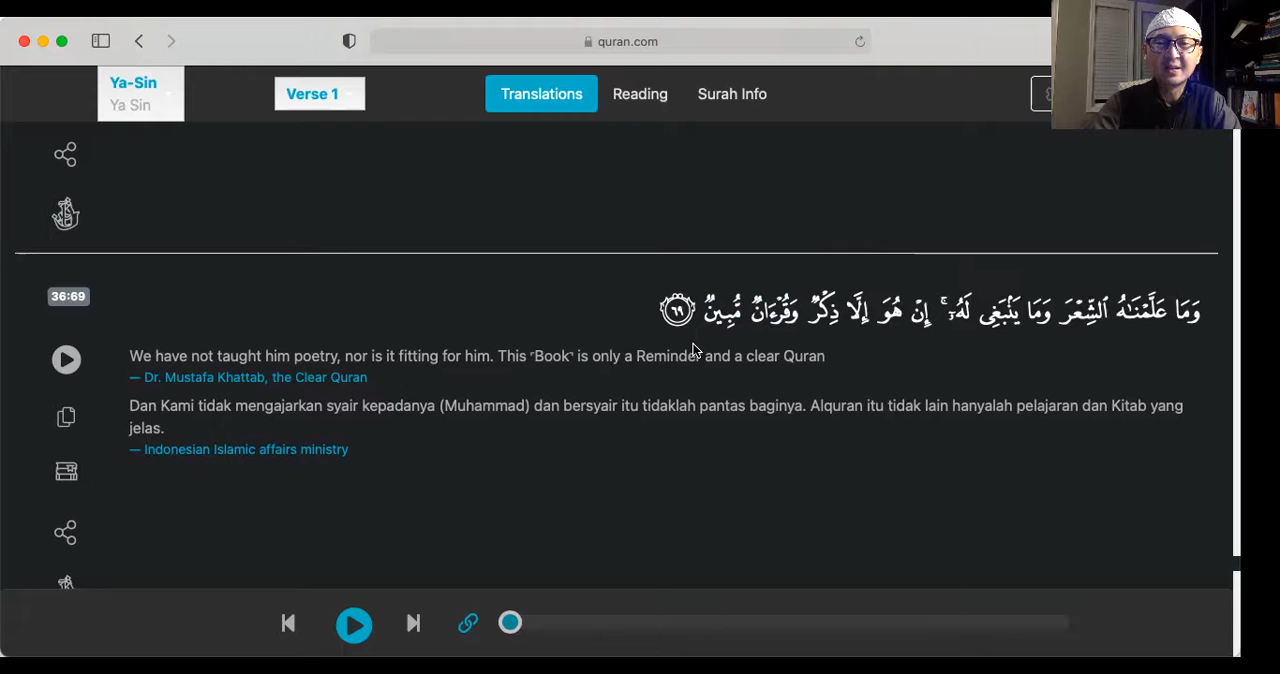 quran.com
Ya-Sin
Ya Sin
Verse 1
Translations
Reading
Surah Info
36:69
وَمَا عَلَّمْنَـٰهُ ٱلشِّعْرَ وَمَا يَنۢبَغِى لَهُۥٓ ۚ إِنْ هُوَ إِلَّا ذِكْرٌۭ وَقُرْءَانٌۭ مُّبِينٌۭ ٦٩
We have not taught him poetry, nor is it fitting for him. This ˹Book˺ is only a Reminder and a clear Quran
— Dr. Mustafa Khattab, the Clear Quran
Dan Kami tidak mengajarkan syair kepadanya (Muhammad) dan bersyair itu tidaklah pantas baginya. Alquran itu tidak lain hanyalah pelajaran dan Kitab yang
jelas.
— Indonesian Islamic affairs ministry